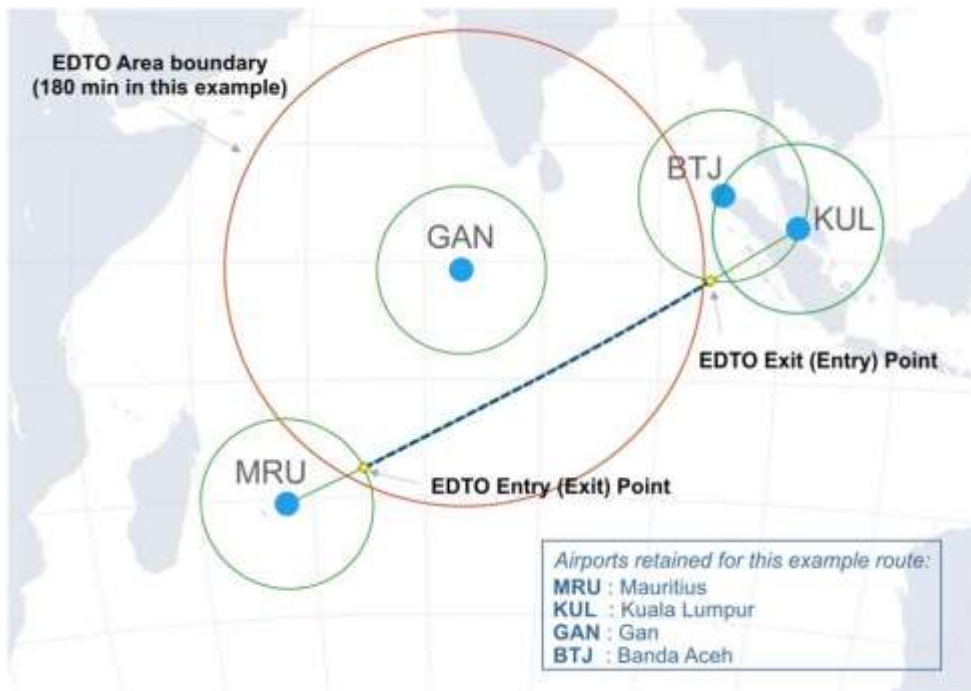 EDTO Area boundary
(180 min in this example)
BTJ
KUL
GAN
EDTO Exit (Entry) Point
MRU
EDTO Entry (Exit) Point
Airports retained for this example route:
MRU : Mauritius
KUL : Kuala Lumpur
GAN : Gan
BTJ : Banda Aceh